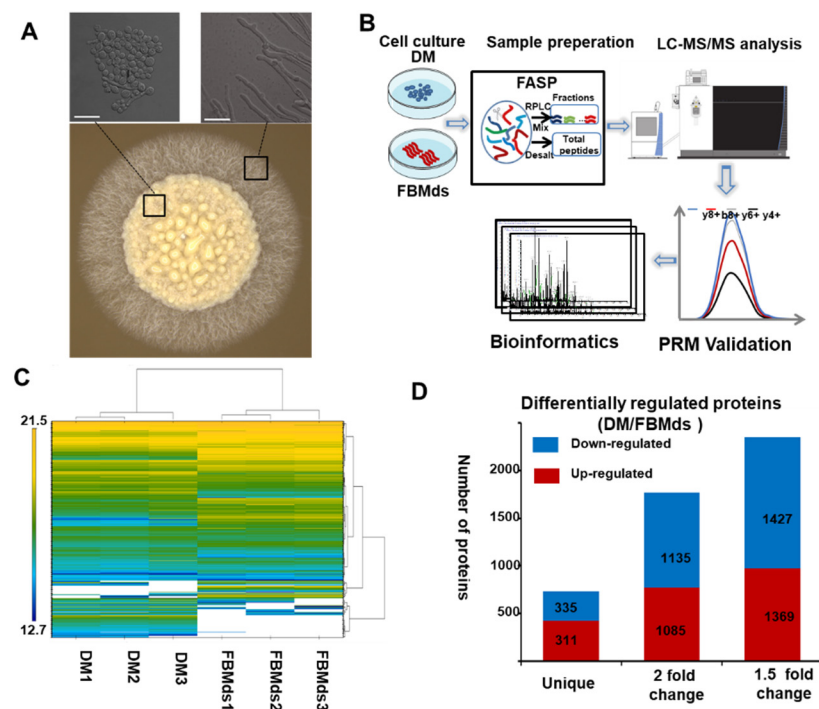 A
B
Cell culture
DM
FBMds
Sample preperation
FASP
RPLC
Fractions
Mix
Desalt
Total
peptides
LC-MS/MS analysis
y8+ b8+ y6+ y4+
PRM Validation
Bioinformatics
C
21.5
12.7
DM1
DM2
DM3
FBMds1
FBMds2
FBMds3
D
Differentially regulated proteins
(DM/FBMds )
Down-regulated
Up-regulated
Number of proteins
2000
1500
1000
500
335
311
1135
1085
1427
1369
Unique
2 fold
change
1.5 fold
change